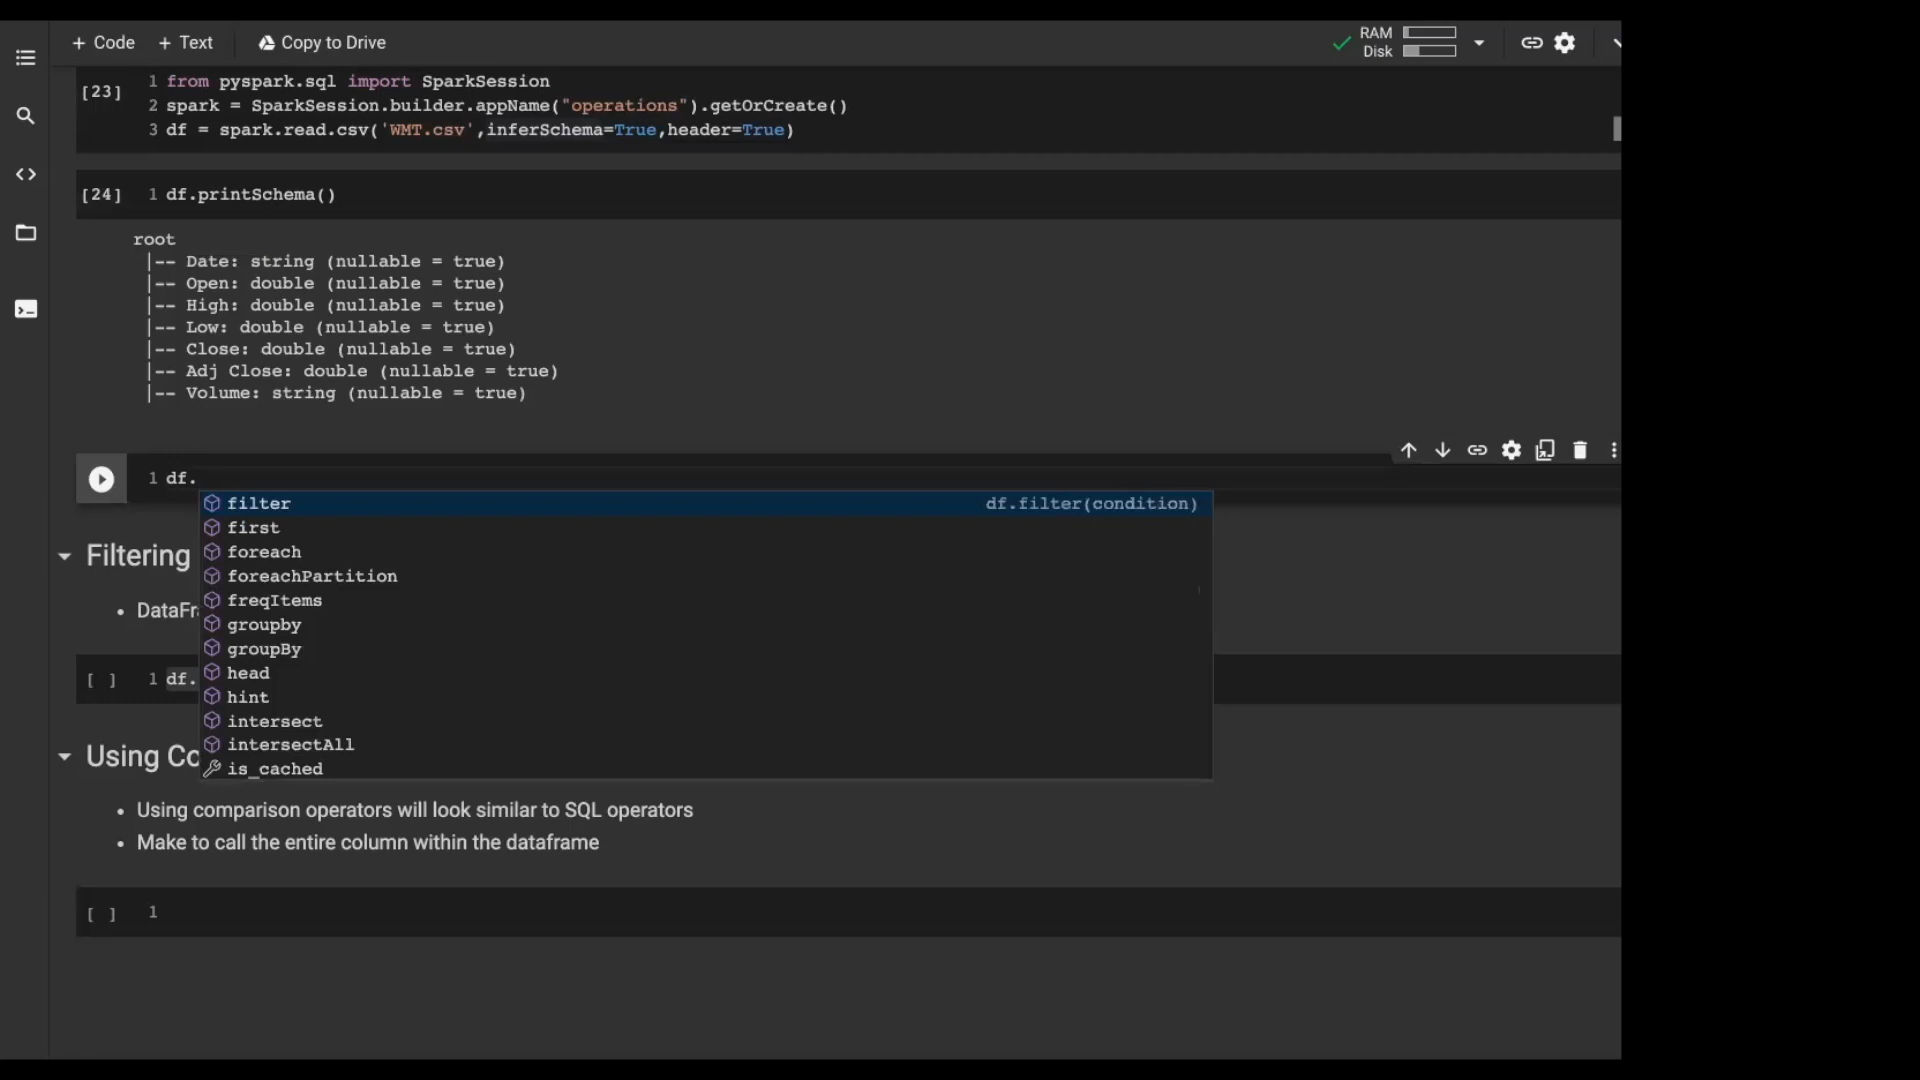 + Code + Text Copy to Drive RAM
Disk
[23] 1 from pyspark.sql import SparkSession
2 spark = SparkSession.builder.appName("operations").getOrCreate()
3 df = spark.read.csv('WMT.csv',inferSchema=True,header=True)
[24] 1 df.printSchema()
root
|-- Date: string (nullable = true)
|-- Open: double (nullable = true)
|-- High: double (nullable = true)
|-- Low: double (nullable = true)
|-- Close: double (nullable = true)
|-- Adj Close: double (nullable = true)
|-- Volume: string (nullable = true)
1 df.
filter df.filter(condition)
first
foreach
foreachPartition
freqItems
groupby
groupBy
head
hint
intersect
intersectAll
is_cached
Filtering
• DataFr
[ ] 1 df.
Using Co
• Using comparison operators will look similar to SQL operators
• Make to call the entire column within the dataframe
[ ] 1